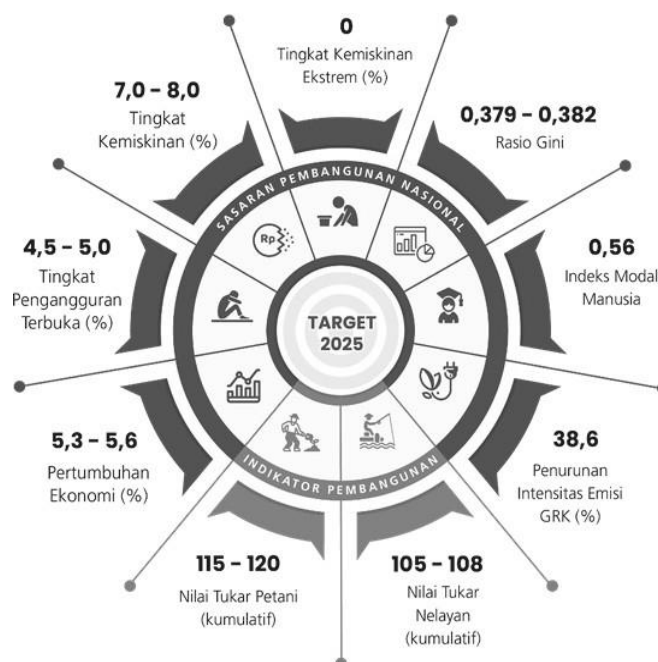 0
Tingkat Kemiskinan
Ekstrem (%)
7,0 – 8,0
Tingkat
Kemiskinan (%)
0,379 – 0,382
Rasio Gini
SASARAN PEMBANGUNAN NASIONAL
Rp
4,5 – 5,0
Tingkat
Pengangguran
Terbuka (%)
0,56
Indeks Modal
Manusia
TARGET
2025
5,3 – 5,6
Pertumbuhan
Ekonomi (%)
38,6
Penurunan
Intensitas Emisi
GRK (%)
INDIKATOR PEMBANGUNAN
115 – 120
Nilai Tukar Petani
(kumulatif)
105 – 108
Nilai Tukar
Nelayan
(kumulatif)